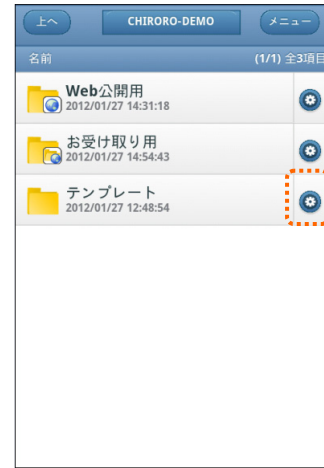 上へ
CHIRORO-DEMO
メニュー
名前
(1/1) 全3項目
Web公開用
2012/01/27 14:31:18
お受け取り用
2012/01/27 14:54:43
テンプレート
2012/01/27 12:48:54